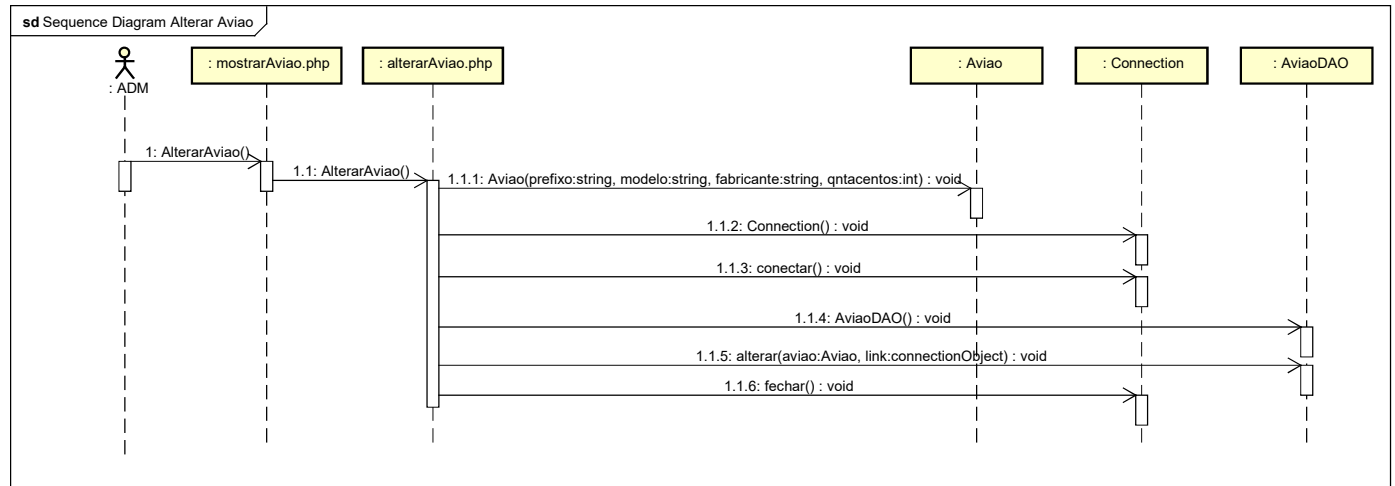 sd Sequence Diagram Alterar Aviao
: ADM
: mostrarAviao.php
: alterarAviao.php
: Aviao
: Connection
: AviaoDAO
1: AlterarAviao()
1.1: AlterarAviao()
1.1.1: Aviao(prefixo:string, modelo:string, fabricante:string, qntacentos:int) : void
1.1.2: Connection() : void
1.1.3: conectar() : void
1.1.4: AviaoDAO() : void
1.1.5: alterar(aviao:Aviao, link:connectionObject) : void
1.1.6: fechar() : void